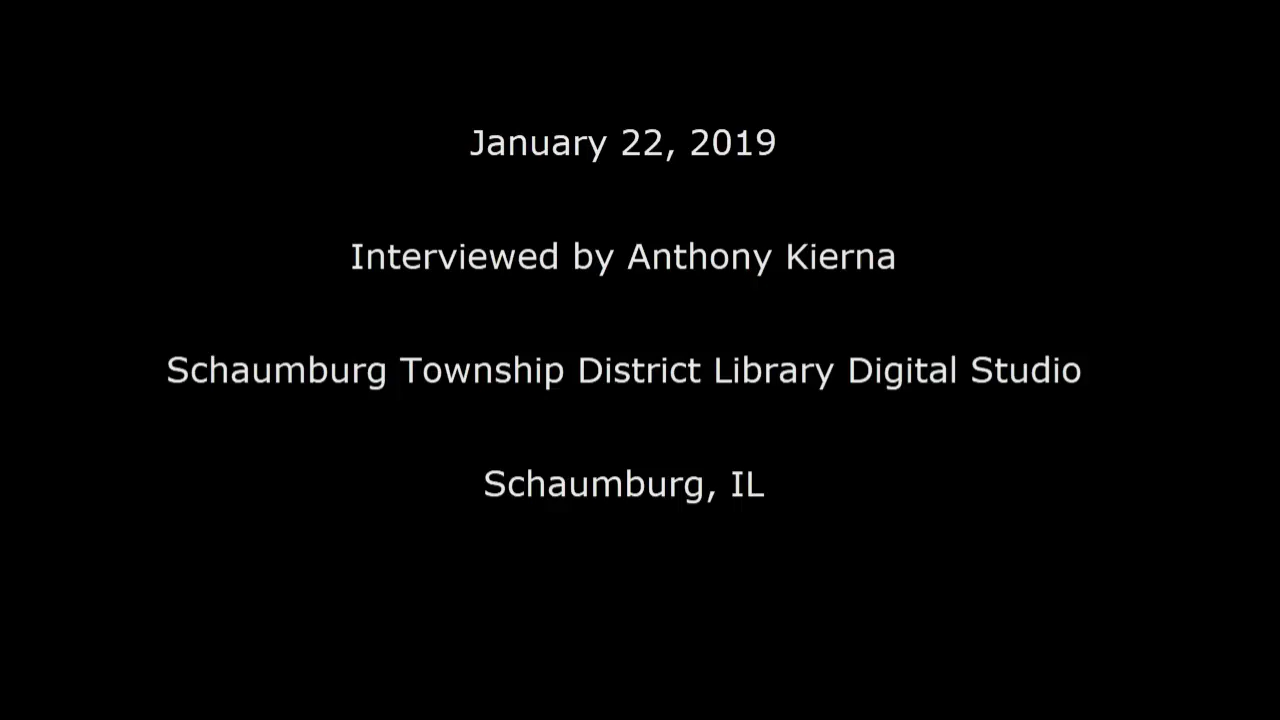 January 22, 2019
Interviewed by Anthony Kierna
Schaumburg Township District Library Digital Studio
Schaumburg, IL